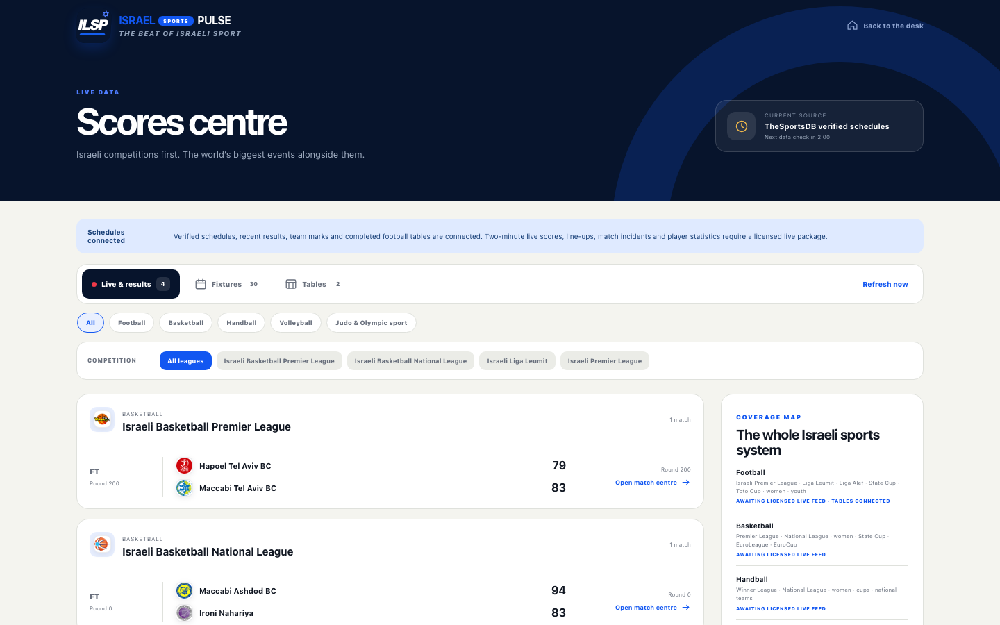 ILSP
ISRAEL SPORTS PULSE
THE BEAT OF ISRAELI SPORT
Back to the desk
LIVE DATA
Scores centre
Israeli competitions first. The world's biggest events alongside them.
CURRENT SOURCE
TheSportsDB verified schedules
Next data check in 2:00
Schedules connected
Verified schedules, recent results, team marks and completed football tables are connected. Two-minute live scores, line-ups, match incidents and player statistics require a licensed live package.
Live & results 4
Fixtures 30
Tables 2
Refresh now
All
Football
Basketball
Handball
Volleyball
Judo & Olympic sport
COMPETITION
All leagues
Israeli Basketball Premier League
Israeli Basketball National League
Israeli Liga Leumit
Israeli Premier League
BASKETBALL
Israeli Basketball Premier League
1 match
FT
Round 200
Hapoel Tel Aviv BC 79
Maccabi Tel Aviv BC 83
Round 200
Open match centre
BASKETBALL
Israeli Basketball National League
1 match
FT
Round 0
Maccabi Ashdod BC 94
Ironi Nahariya 83
Round 0
Open match centre
COVERAGE MAP
The whole Israeli sports
system
Football
Israeli Premier League · Liga Leumit · Liga Alef · State Cup ·
Toto Cup · women · youth
AWAITING LICENSED LIVE FEED · TABLES CONNECTED
Basketball
Premier League · National League · women · State Cup ·
EuroLeague · EuroCup
AWAITING LICENSED LIVE FEED
Handball
Winner League · National League · women · cups · national
teams
AWAITING LICENSED LIVE FEED